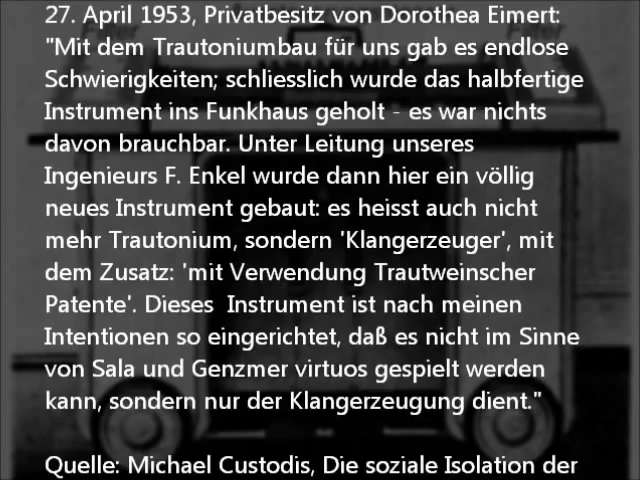 27. April 1953, Privatbesitz von Dorothea Eimert:
"Mit dem Trautoniumbau für uns gab es endlose
Schwierigkeiten; schliesslich wurde das halbfertige
Instrument ins Funkhaus geholt - es war nichts
davon brauchbar. Unter Leitung unseres
Ingenieurs F. Enkel wurde dann hier ein völlig
neues Instrument gebaut: es heisst auch nicht
mehr Trautonium, sondern 'Klangerzeuger', mit
dem Zusatz: 'mit Verwendung Trautweinscher
Patente'. Dieses  Instrument ist nach meinen
Intentionen so eingerichtet, daß es nicht im Sinne
von Sala und Genzmer virtuos gespielt werden
kann, sondern nur der Klangerzeugung dient."
Quelle: Michael Custodis, Die soziale Isolation der